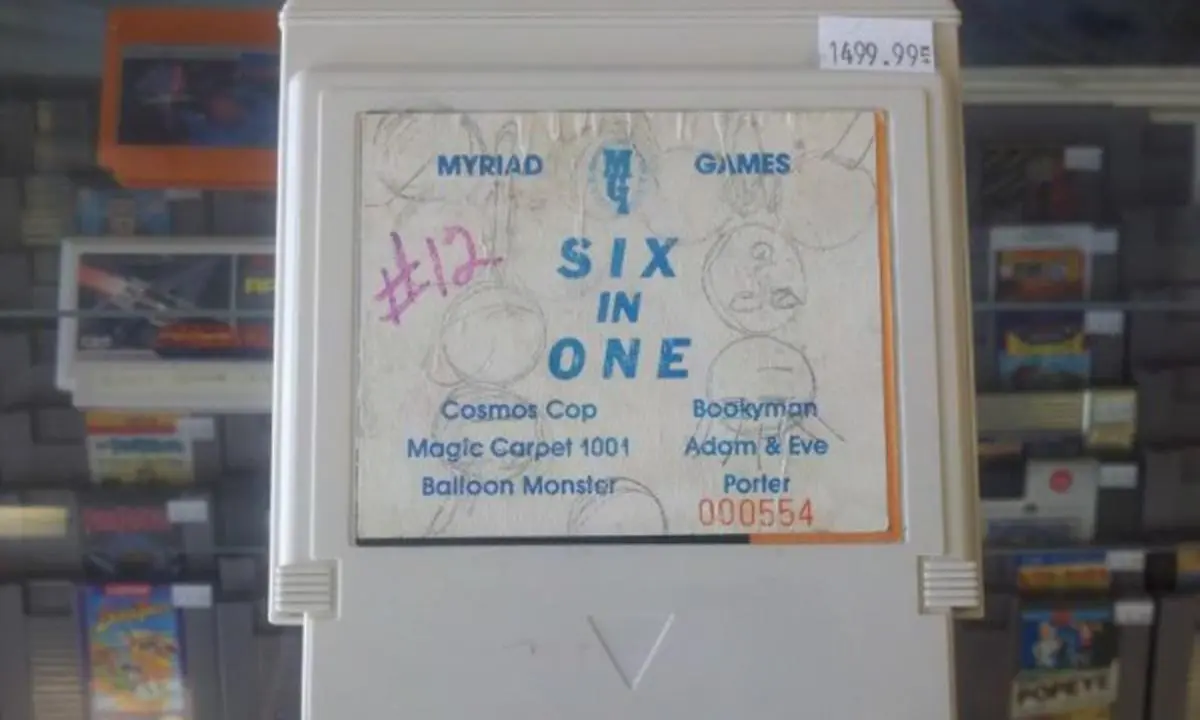 1499.99
MYRIAD MG GAMES
#12
SIX
IN
ONE
Cosmos Cop Bookyman
Magic Carpet 1001 Adam & Eve
Balloon Monster Porter
000554
POPEYE